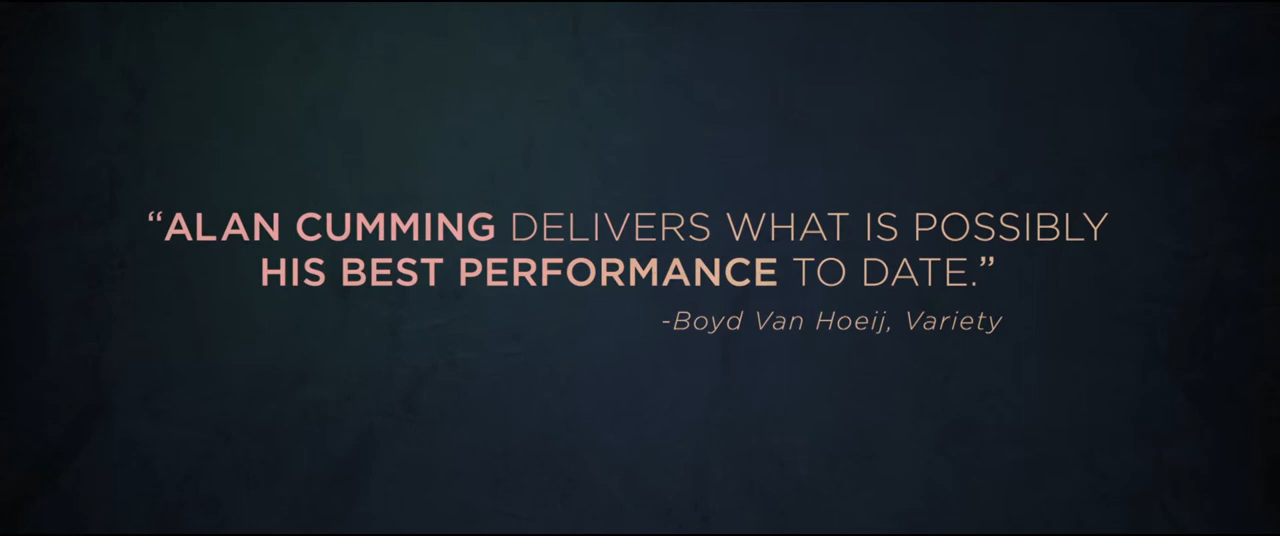 “ALAN CUMMING DELIVERS WHAT IS POSSIBLY
HIS BEST PERFORMANCE TO DATE.”
-Boyd Van Hoeij, Variety